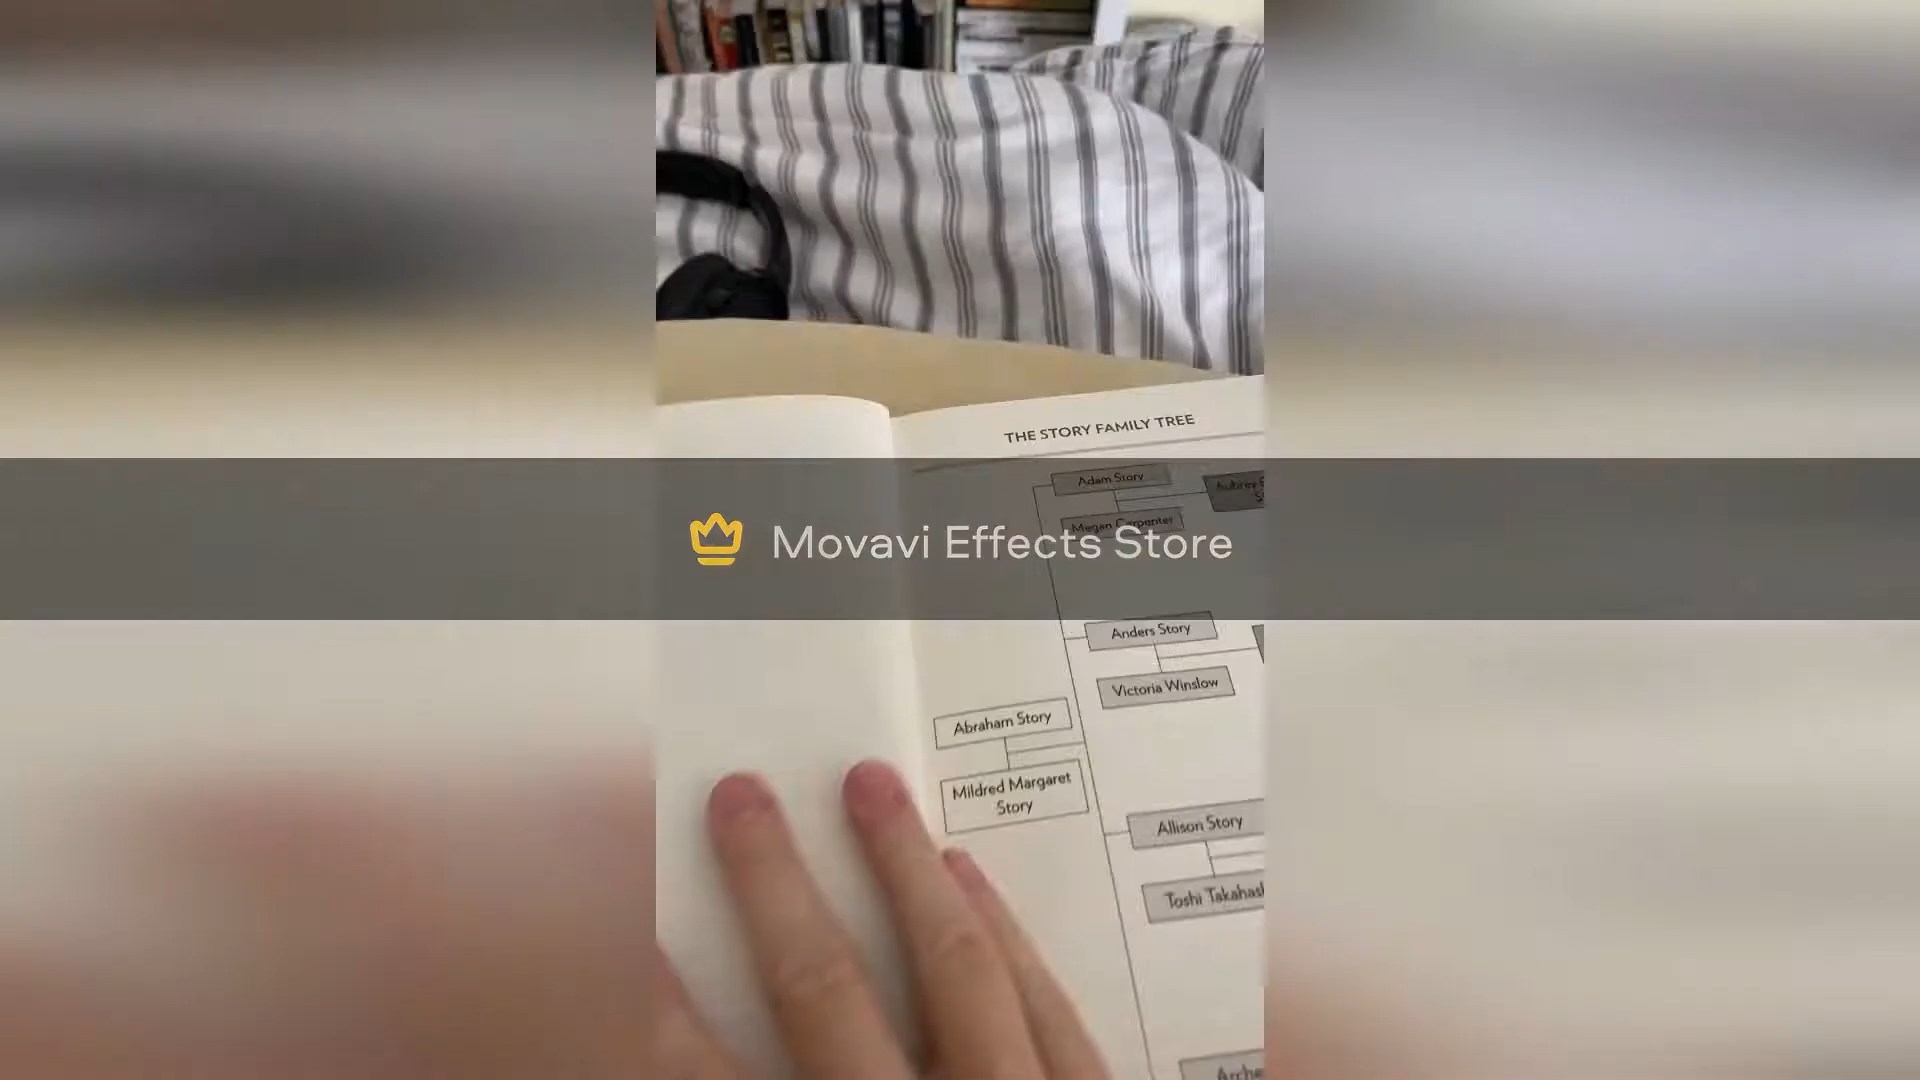 THE STORY FAMILY TREE
Adam Story
Megan Carpenter
Movavi Effects Store
Anders Story
Victoria Winslow
Abraham Story
Mildred Margaret
Story
Allison Story
Toshi